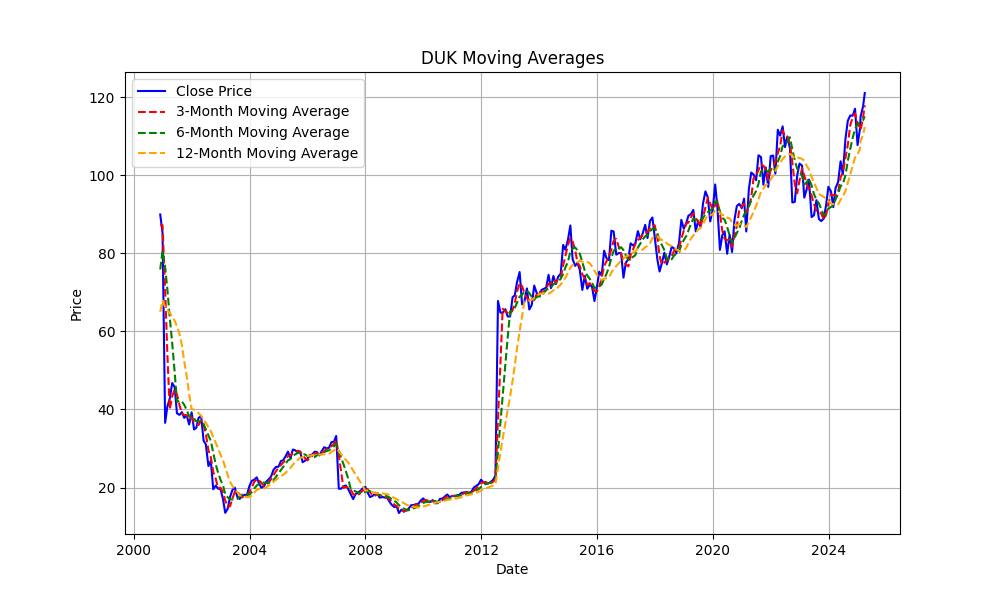 DUK Moving Averages
Close Price
3-Month Moving Average
6-Month Moving Average
12-Month Moving Average
Price
120
100
80
60
40
20
2000 2004 2008 2012 2016 2020 2024
Date